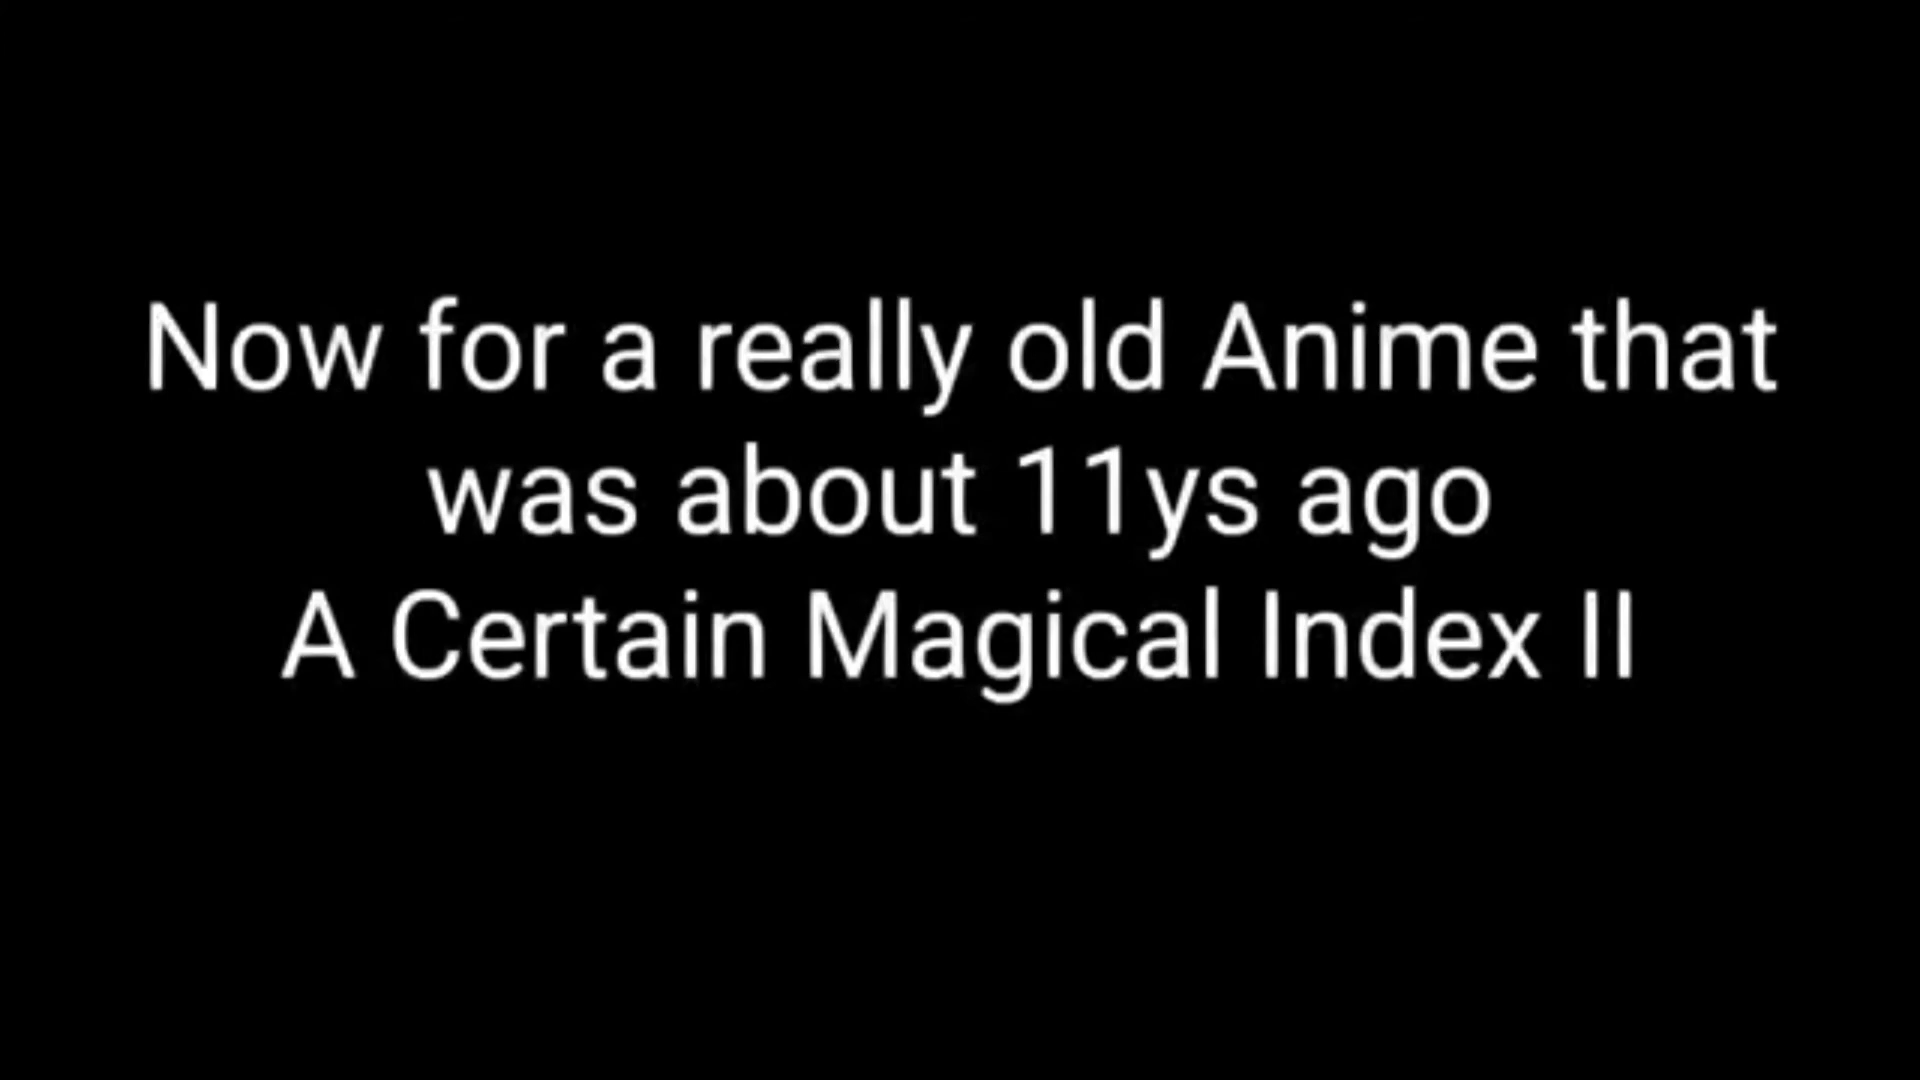 Now for a really old Anime that
was about 11ys ago
A Certain Magical Index II